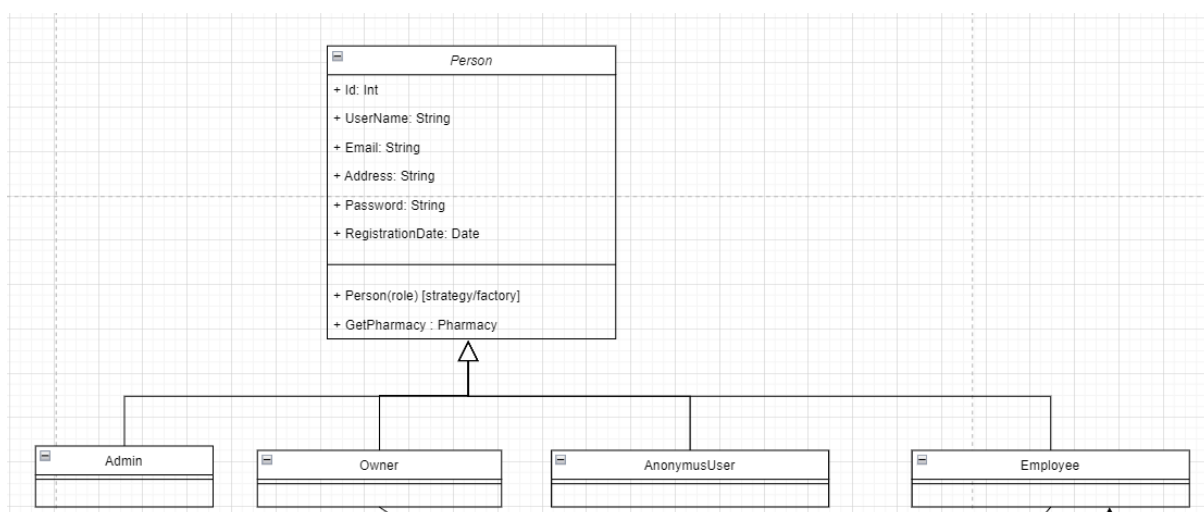 Person
+ Id: Int
+ UserName: String
+ Email: String
+ Address: String
+ Password: String
+ RegistrationDate: Date
+ Person(role) [strategy/factory]
+ GetPharmacy : Pharmacy
Admin
Owner
AnonymusUser
Employee